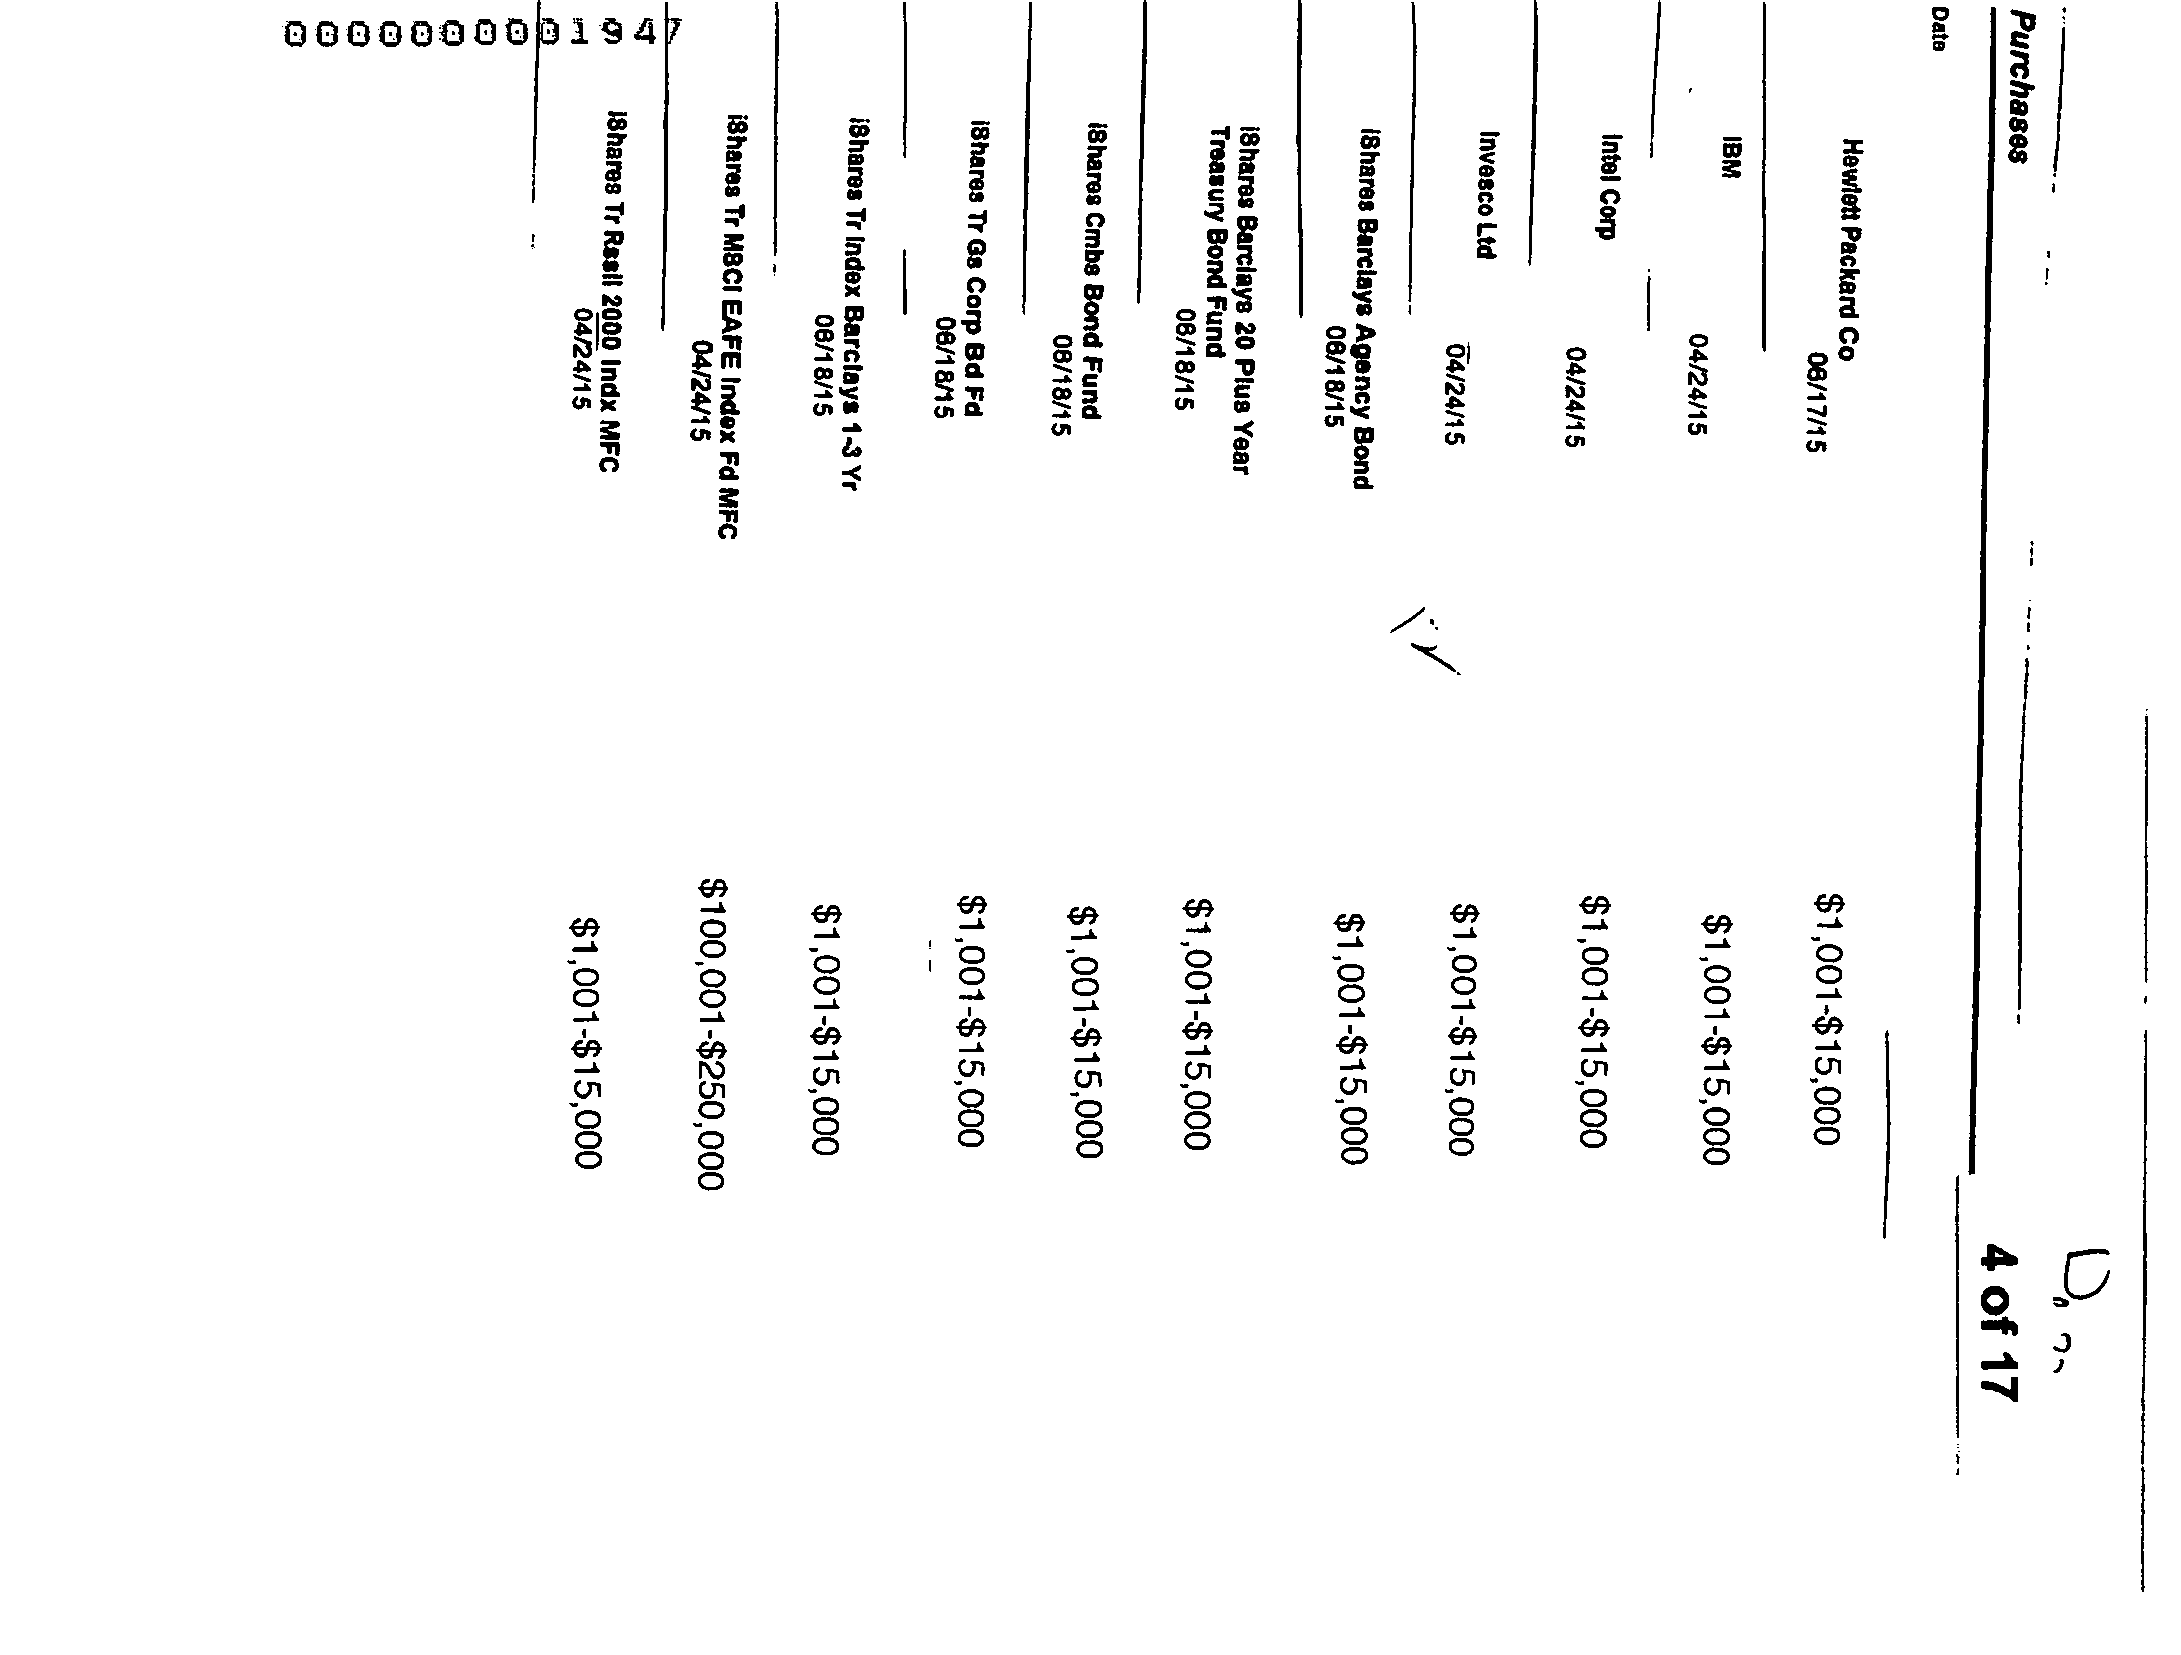 Purchases 4 of 17
Date
Hewlett Packard Co
08/17/15 $1,001-$15,000
IBM
04/24/15 $1,001-$15,000
Intel Corp
04/24/15 $1,001-$15,000
Invesco Ltd
04/24/15 $1,001-$15,000
iShares Barclays Agency Bond
08/18/15 $1,001-$15,000
iShares Barclays 20 Plus Year
Treasury Bond Fund
08/18/15 $1,001-$15,000
iShares Cmbs Bond Fund
08/18/15 $1,001-$15,000
iShares Tr Gs Corp Bd Fd
06/18/15 $1,001-$15,000
iShares Tr Index Barclays 1-3 Yr
06/18/15 $1,001-$15,000
iShares Tr MSCI EAFE Index Fd MFC
04/24/15 $100,001-$250,000
iShares Tr Rssll 2000 Indx MFC
04/24/15 $1,001-$15,000
0000000001947